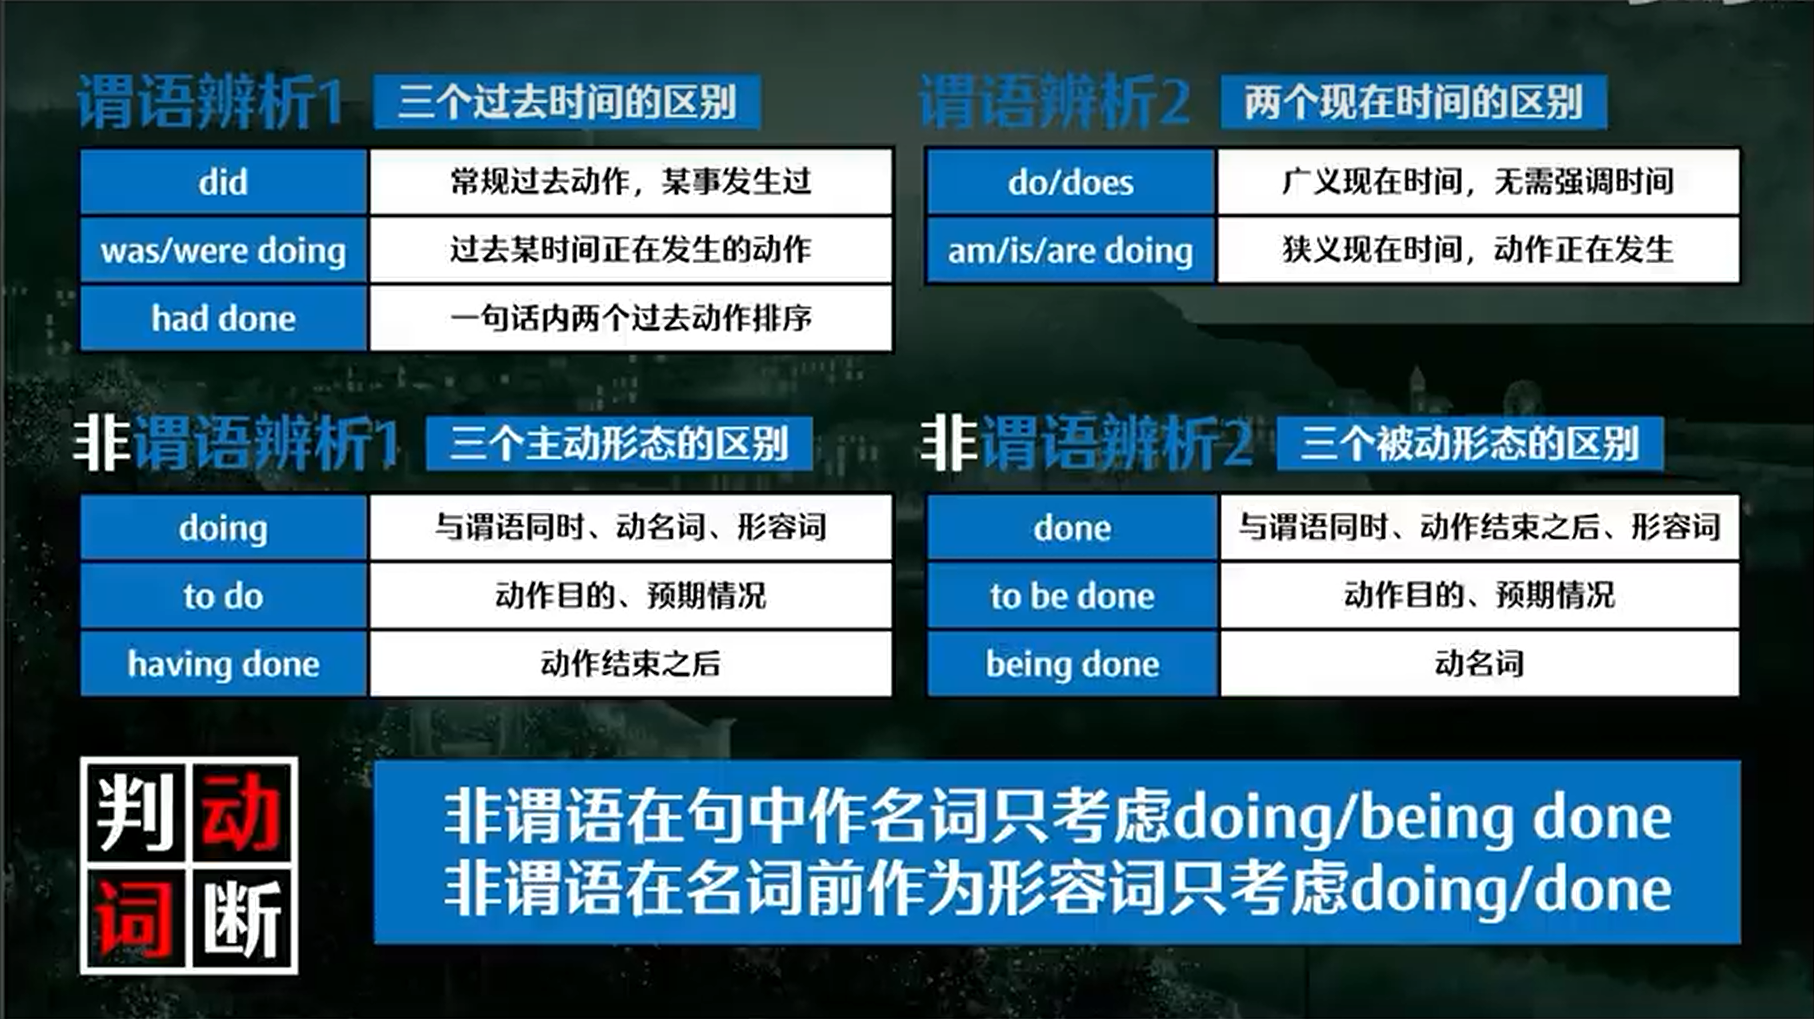 谓语辨析1 三个过去时间的区别
did 常规过去动作，某事发生过
was/were doing 过去某时间正在发生的动作
had done 一句话内两个过去动作排序
谓语辨析2 两个现在时间的区别
do/does 广义现在时间，无需强调时间
am/is/are doing 狭义现在时间，动作正在发生
非谓语辨析1 三个主动形态的区别
doing 与谓语同时、动名词、形容词
to do 动作目的、预期情况
having done 动作结束之后
非谓语辨析2 三个被动形态的区别
done 与谓语同时、动作结束之后、形容词
to be done 动作目的、预期情况
being done 动名词
判动
词断
非谓语在句中作名词只考虑doing/being done
非谓语在名词前作为形容词只考虑doing/done